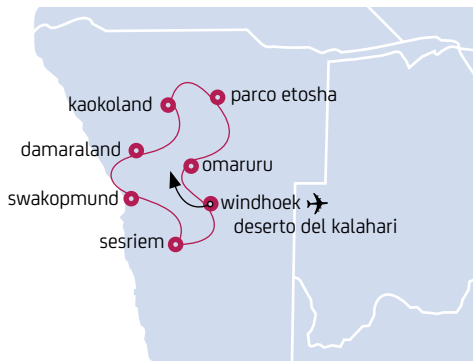 kaokoland
parco etosha
damaraland
omaruru
swakopmund
windhoek
deserto del kalahari
sesriem